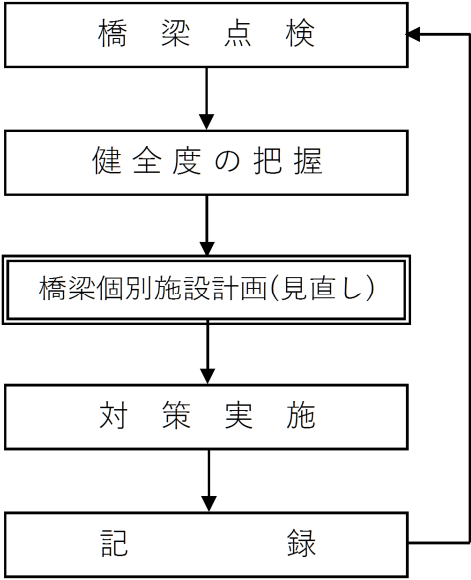 橋梁点検
健全度の把握
橋梁個別施設計画(見直し)
対策実施
記録